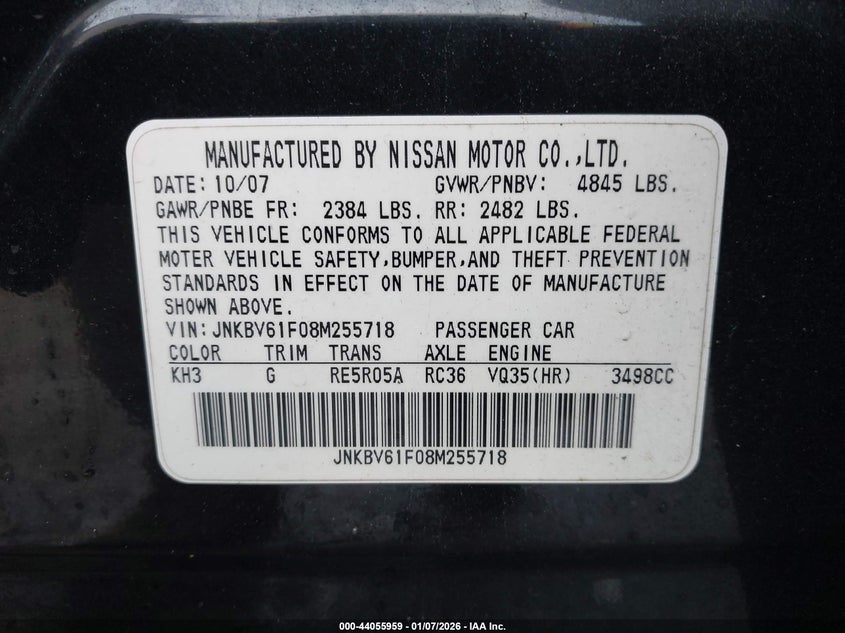 MANUFACTURED BY NISSAN MOTOR CO.,LTD.
DATE: 10/07 GVWR/PNBV: 4845 LBS.
GAWR/PNBE FR: 2384 LBS. RR: 2482 LBS.
THIS VEHICLE CONFORMS TO ALL APPLICABLE FEDERAL
MOTER VEHICLE SAFETY,BUMPER,AND THEFT PREVENTION
STANDARDS IN EFFECT ON THE DATE OF MANUFACTURE
SHOWN ABOVE.
VIN: JNKBV61F08M255718 PASSENGER CAR
COLOR TRIM TRANS AXLE ENGINE
KH3 G RE5R05A RC36 VQ35(HR) 3498CC
JNKBV61F08M255718
000-44055959 - 01/07/2026 - IAA Inc.